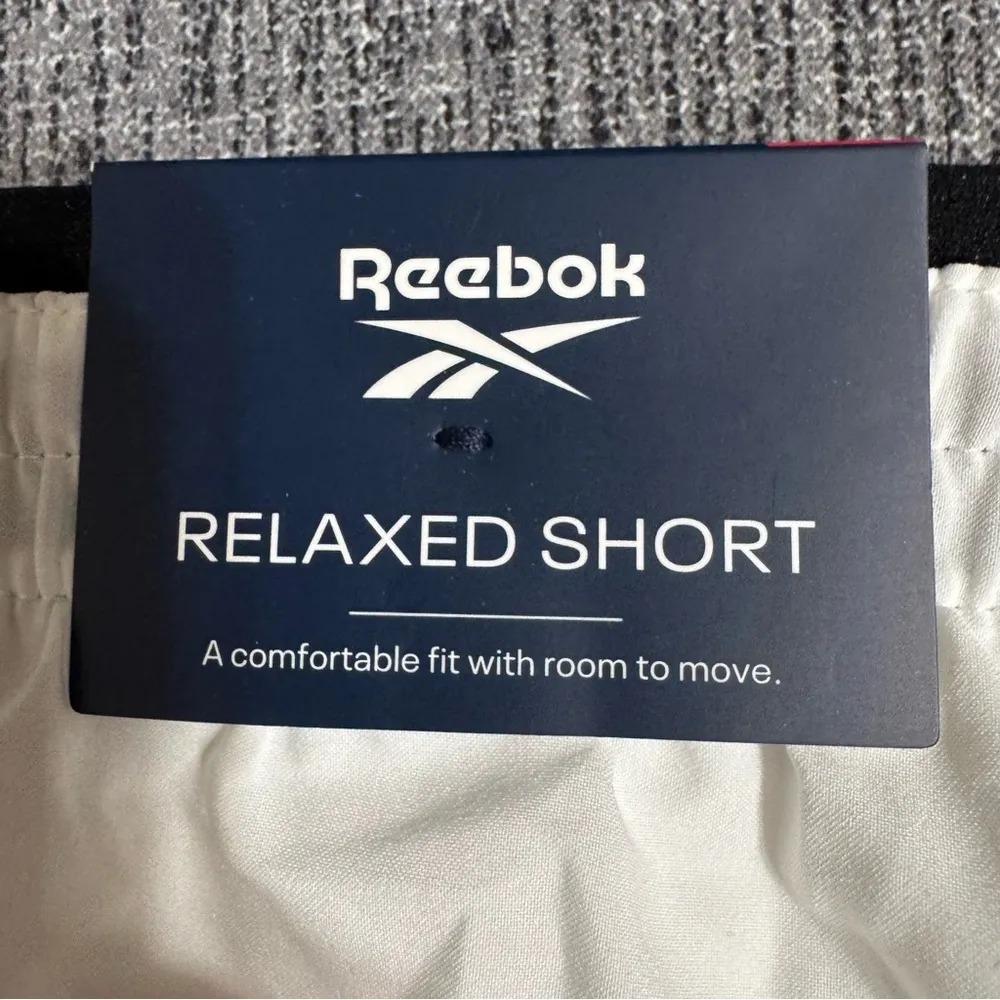 Reebok
RELAXED SHORT
A comfortable fit with room to move.